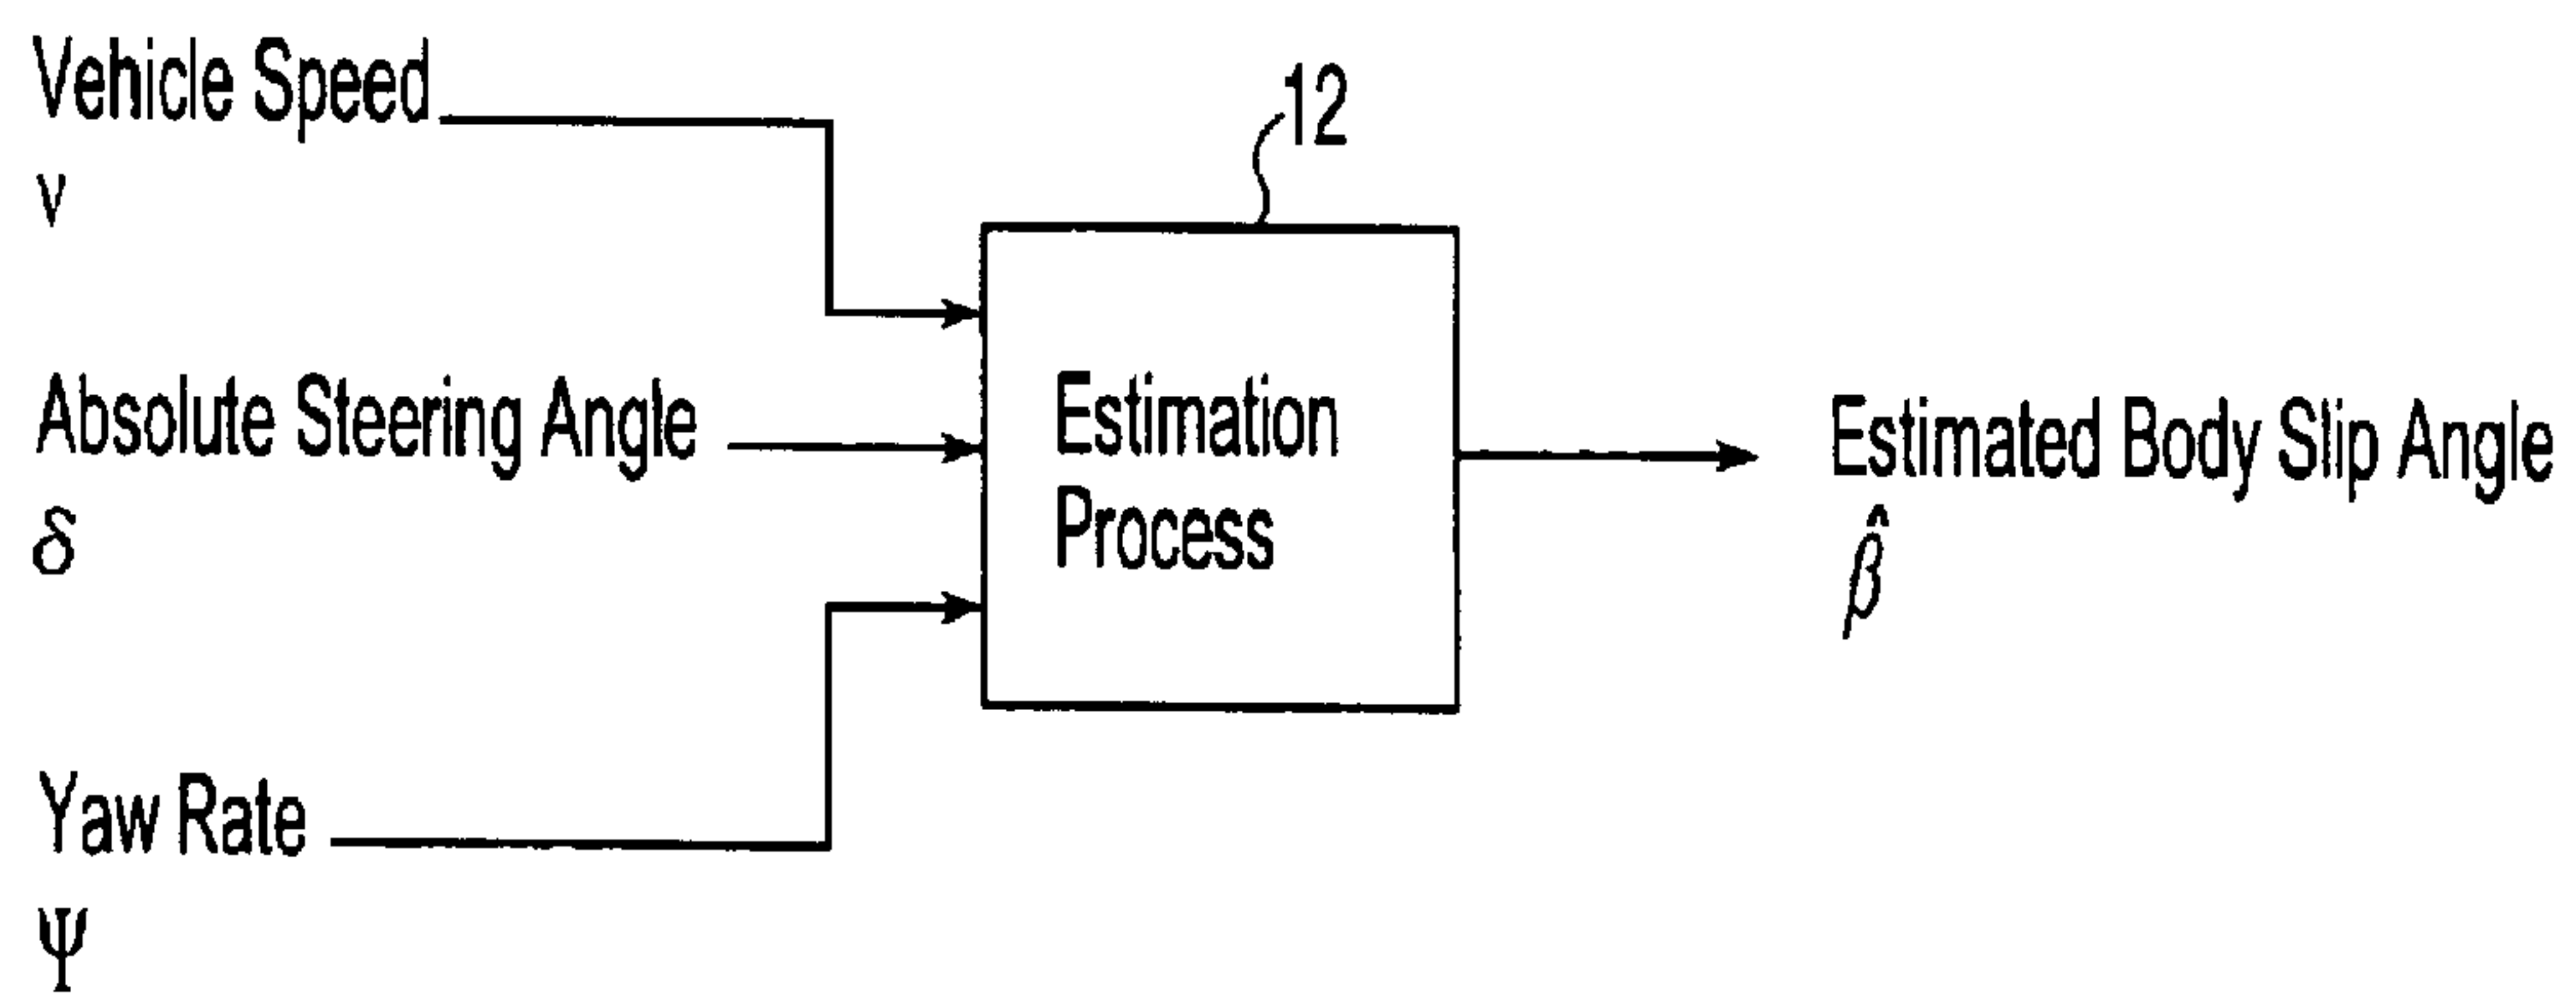 Vehicle Speed
ν
12
Absolute Steering Angle
δ
Estimation
Process
Estimated Body Slip Angle
β̂
Yaw Rate
Ψ